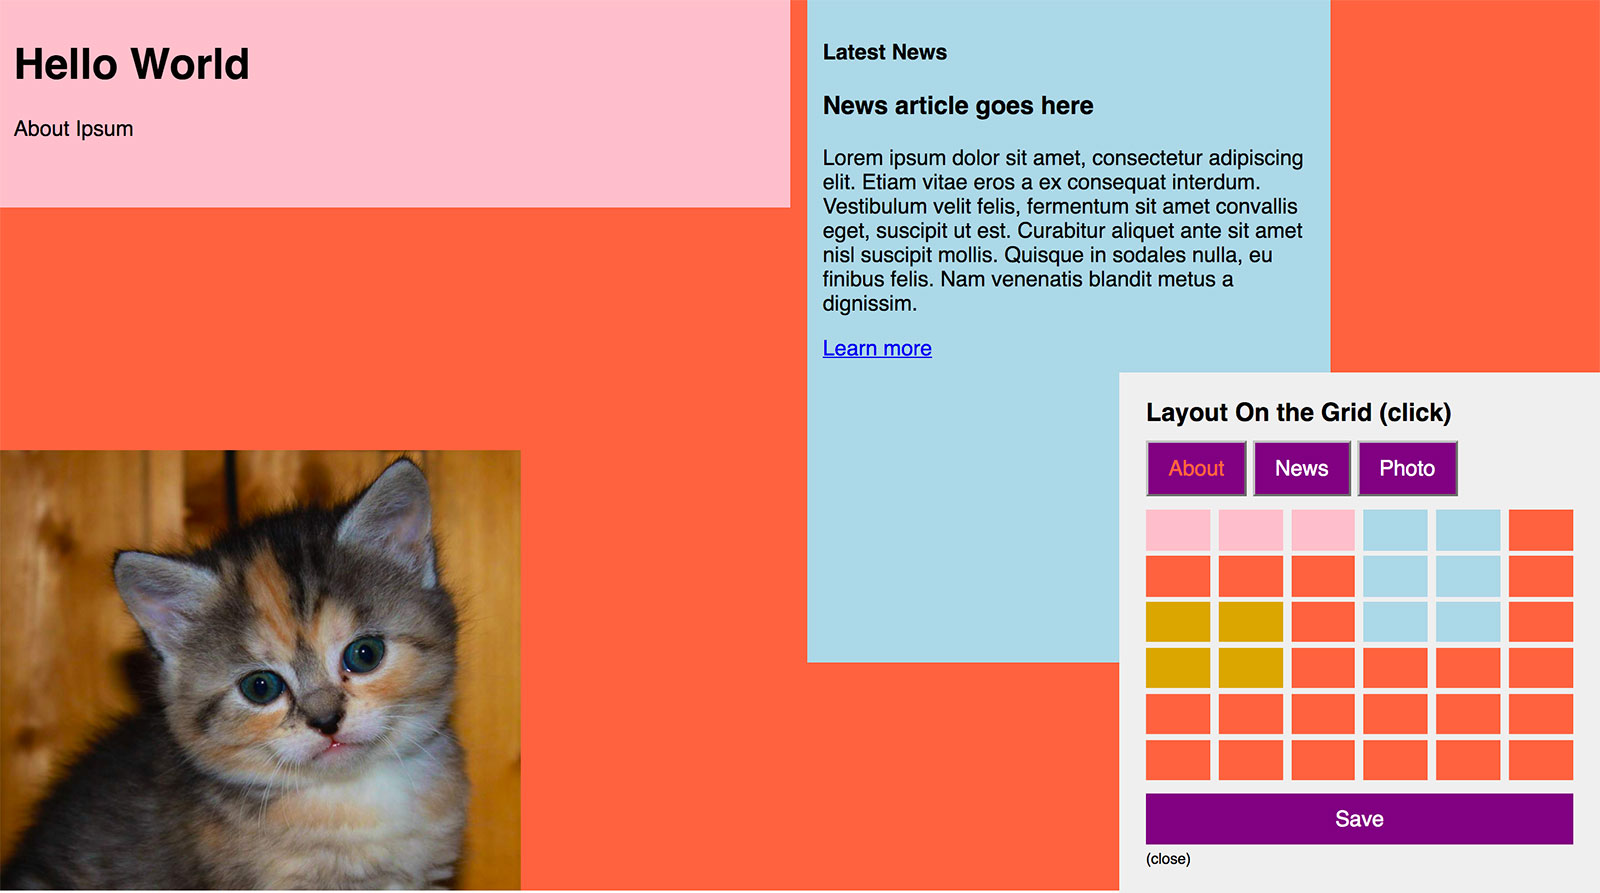 Hello World
About Ipsum
Latest News
News article goes here
Lorem ipsum dolor sit amet, consectetur adipiscing
elit. Etiam vitae eros a ex consequat interdum.
Vestibulum velit felis, fermentum sit amet convallis
eget, suscipit ut est. Curabitur aliquet ante sit amet
nisl suscipit mollis. Quisque in sodales nulla, eu
finibus felis. Nam venenatis blandit metus a
dignissim.
Learn more
Layout On the Grid (click)
About News Photo
Save
(close)